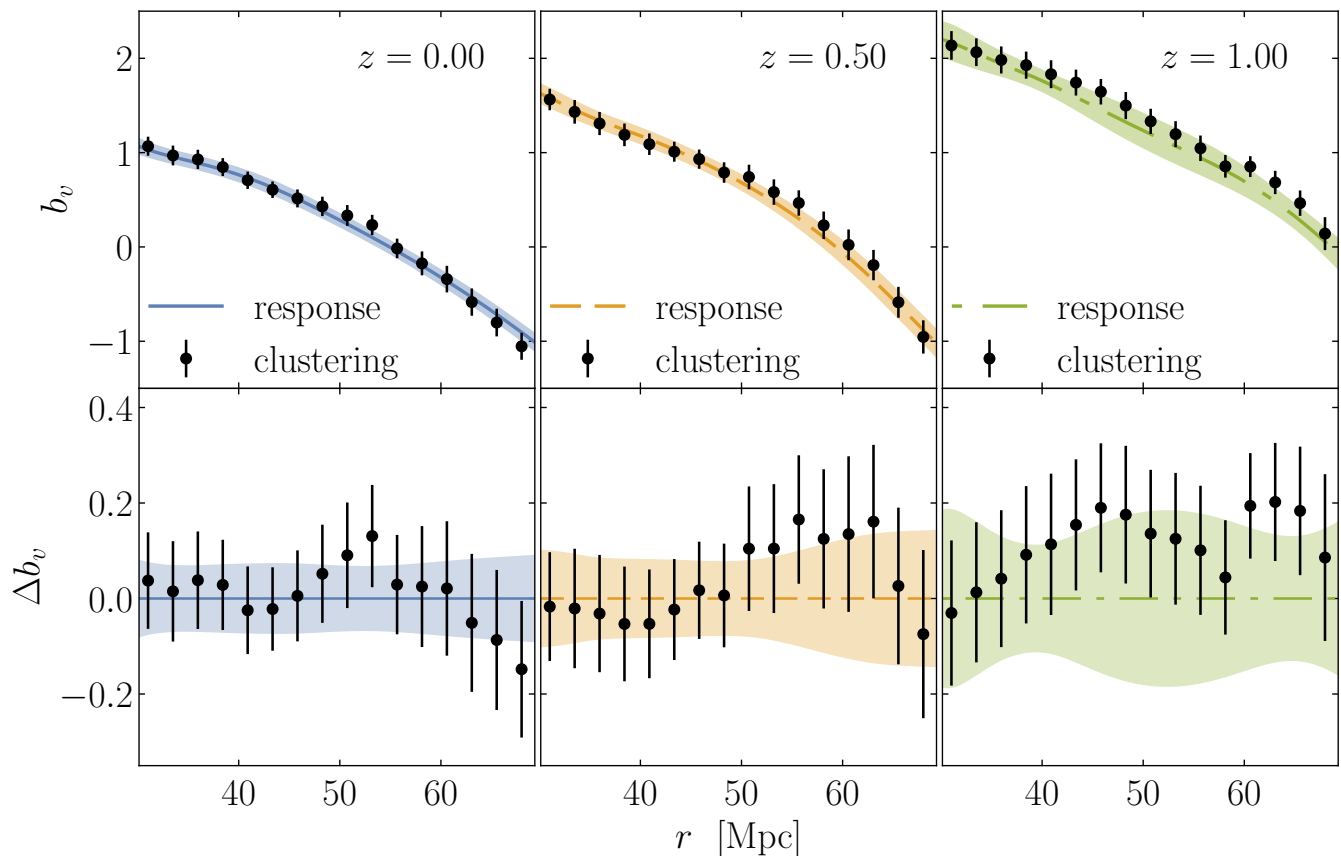 z = 0.00
z = 0.50
z = 1.00
b_v
2
1
0
−1
response
clustering
response
clustering
response
clustering
Δb_v
0.4
0.2
0.0
−0.2
40 50 60
40 50 60
40 50 60
r [Mpc]